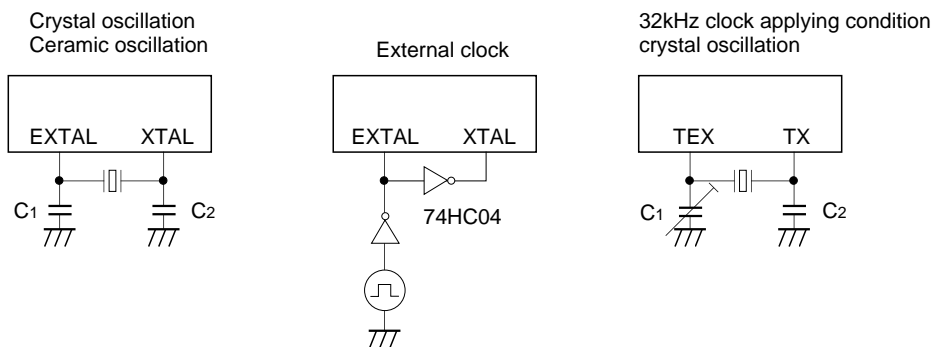 Crystal oscillation
Ceramic oscillation
EXTAL XTAL
C1
C2
External clock
EXTAL XTAL
74HC04
32kHz clock applying condition
crystal oscillation
TEX TX
C1
C2